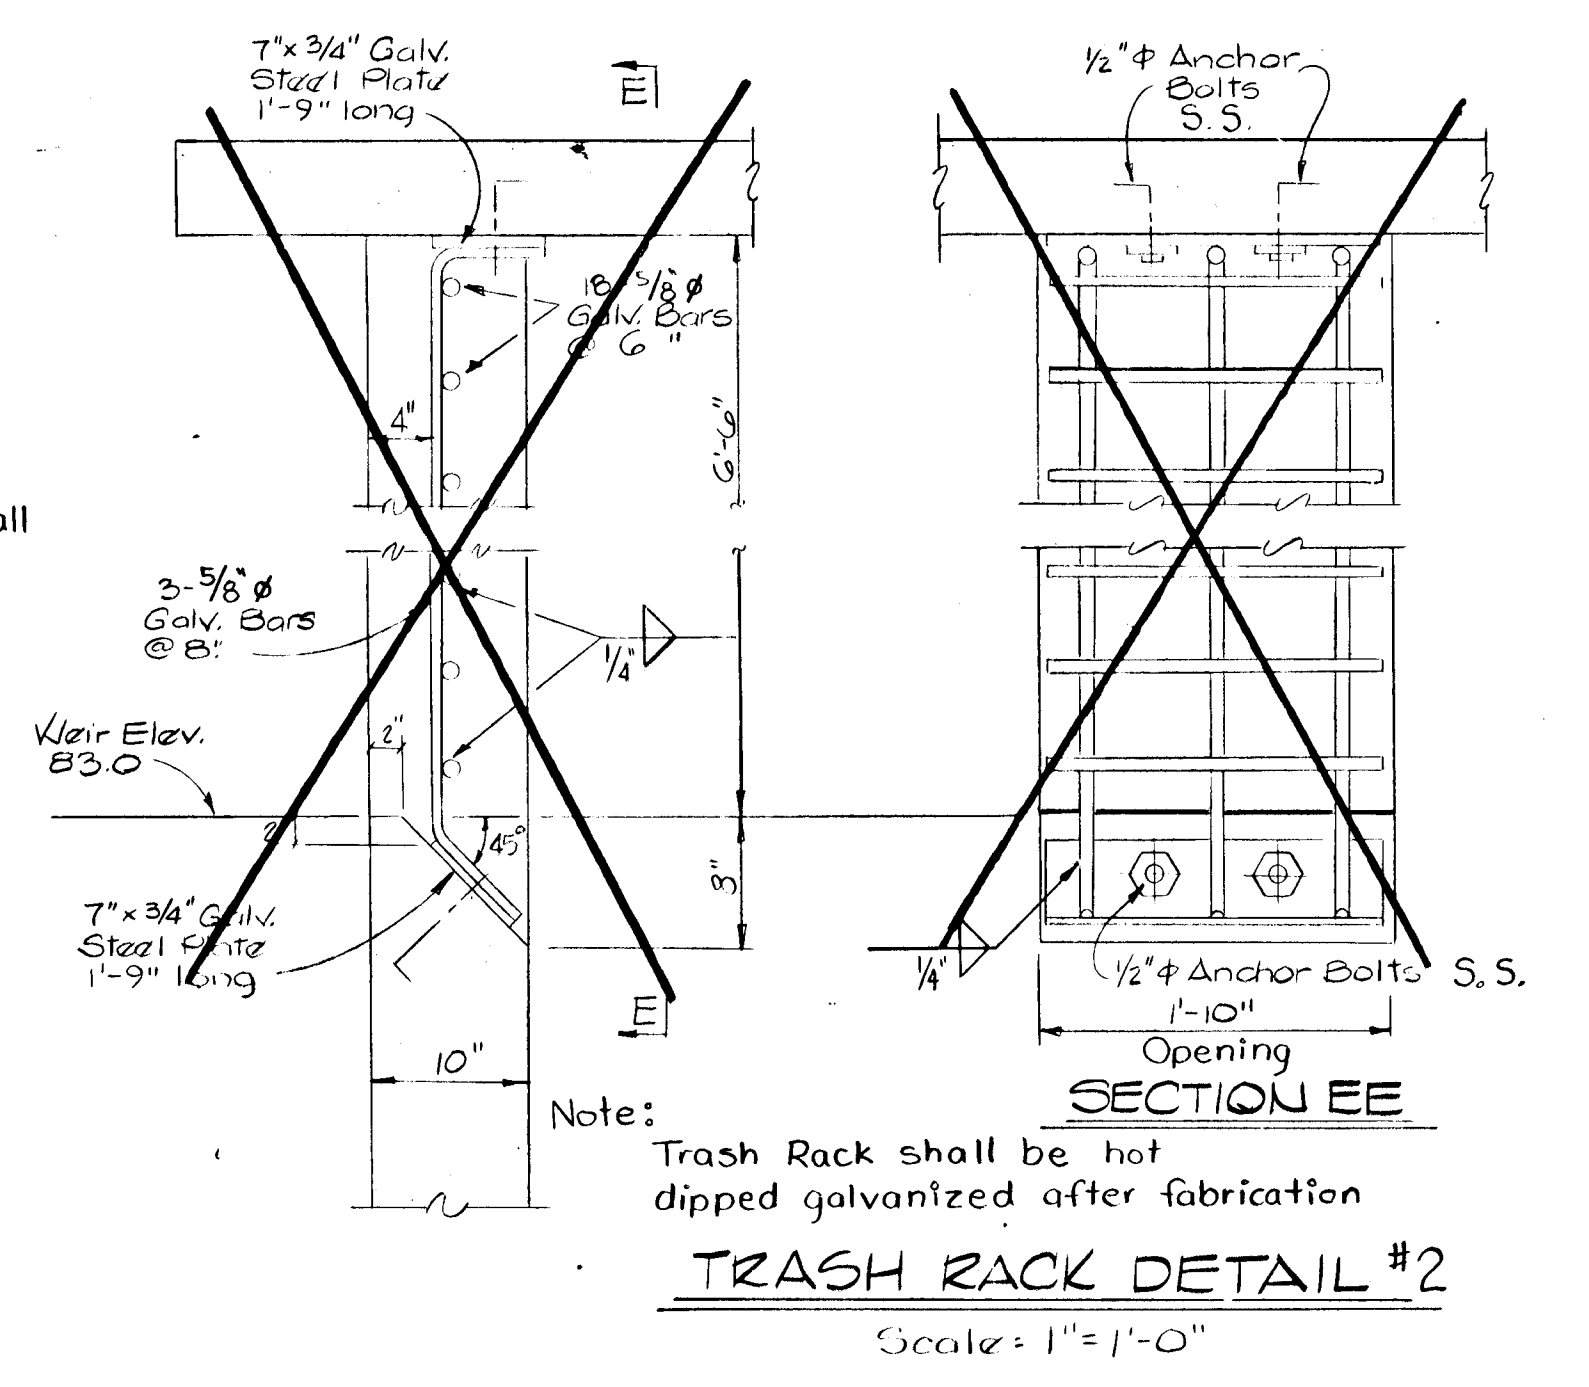 7"x 3/4" Galv.
Steel Plate
1'-9" long
E
1/2" Φ Anchor
Bolts
S.S.
18 - 5/8" ø
Galv. Bars
@ 6"
4"
6'-6"
all
3-5/8" ø
Galv. Bars
@ 8"
1/4"
Weir Elev.
83.0
2"
2"
45°
8"
7"x 3/4" Galv.
Steel Plate
1'-9" long
E
1/4"
1/2" Φ Anchor Bolts S.S.
1'-10"
Opening
10"
SECTION EE
Note:
Trash Rack shall be hot
dipped galvanized after fabrication
TRASH RACK DETAIL #2
Scale: 1"=1'-0"